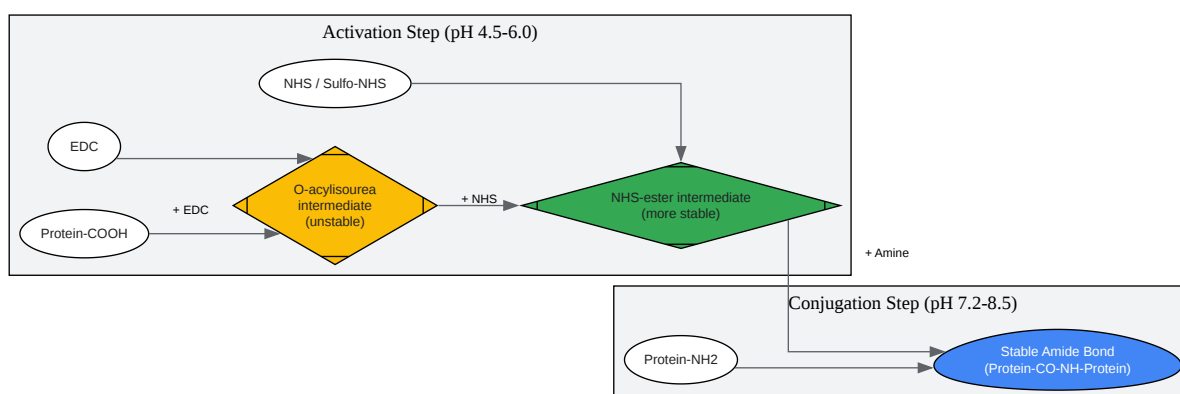 Activation Step (pH 4.5-6.0)
NHS / Sulfo-NHS
EDC
O-acylisourea
intermediate
(unstable)
+ NHS
NHS-ester intermediate
(more stable)
+ EDC
Protein-COOH
+ Amine
Conjugation Step (pH 7.2-8.5)
Protein-NH2
Stable Amide Bond
(Protein-CO-NH-Protein)